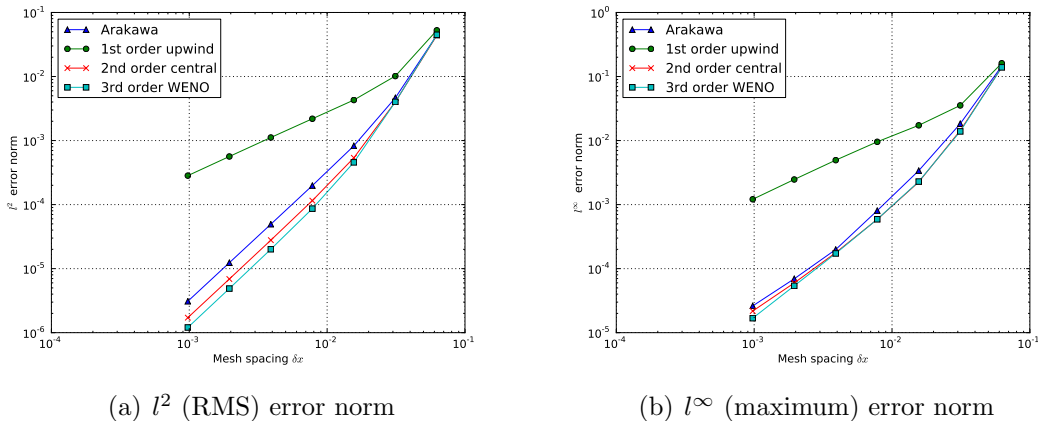 Arakawa
1st order upwind
2nd order central
3rd order WENO
10^-1
10^-2
10^-3
10^-4
10^-5
10^-6
l^2 error norm
10^-4
10^-3
10^-2
10^-1
Mesh spacing δx
(a) l^2 (RMS) error norm
Arakawa
1st order upwind
2nd order central
3rd order WENO
10^0
10^-1
10^-2
10^-3
10^-4
10^-5
l^∞ error norm
10^-4
10^-3
10^-2
10^-1
Mesh spacing δx
(b) l^∞ (maximum) error norm